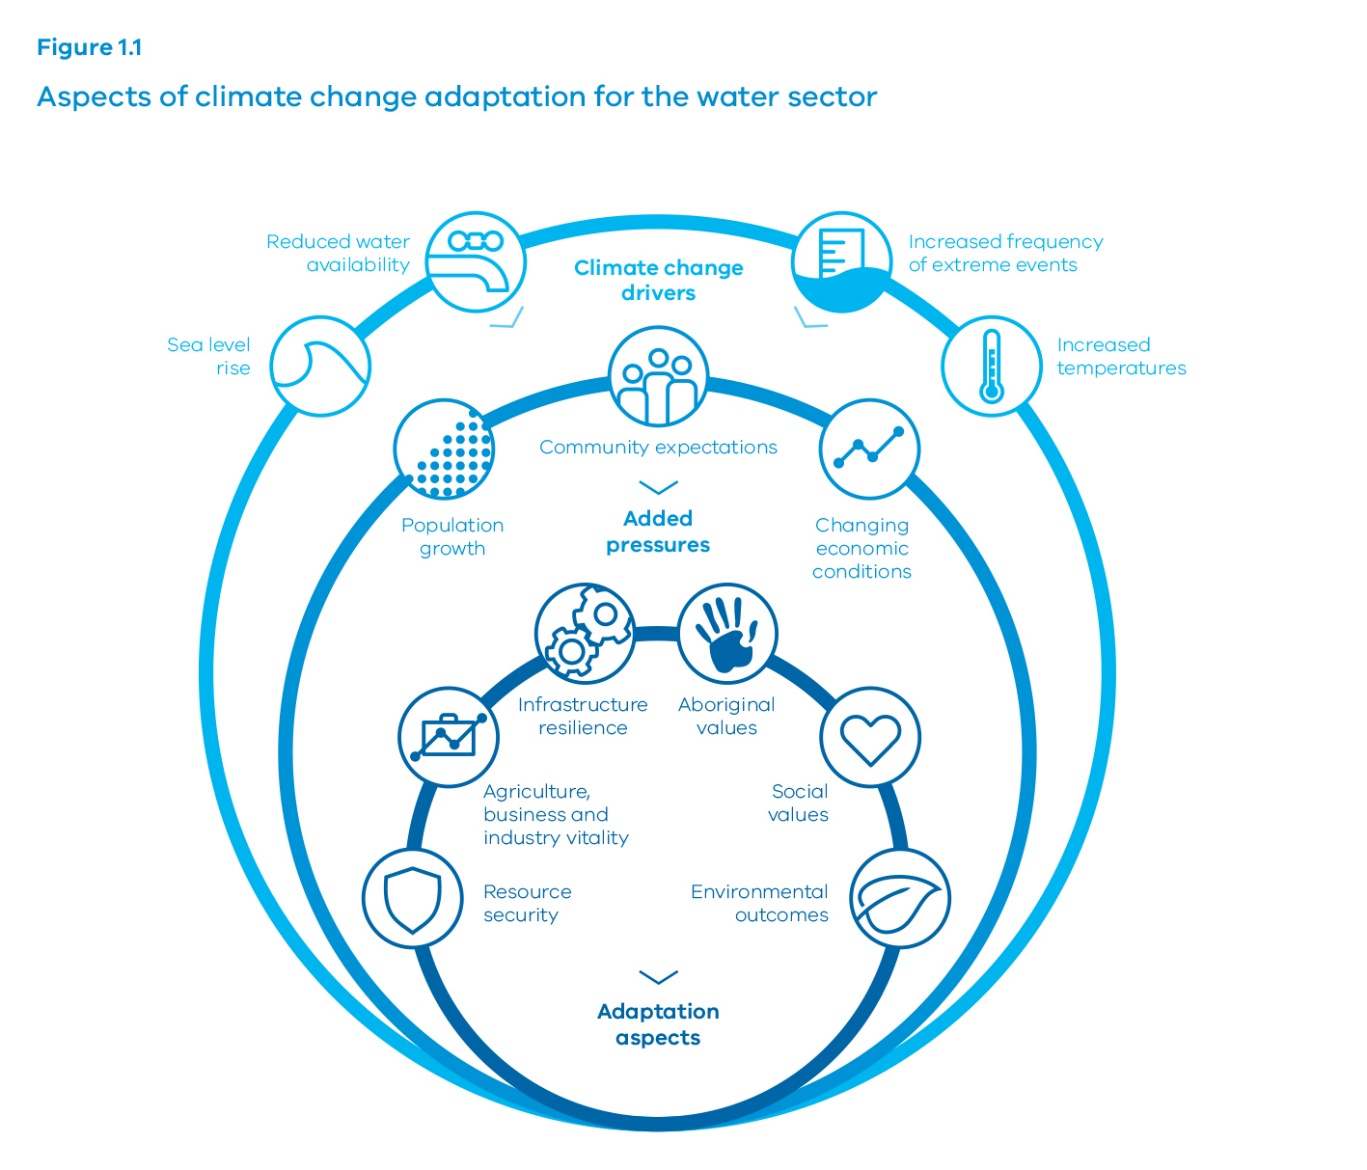 Figure 1.1
Aspects of climate change adaptation for the water sector
Reduced water
availability
Increased frequency
of extreme events
Climate change
drivers
Sea level
rise
Increased
temperatures
Community expectations
Population
growth
Added
pressures
Changing
economic
conditions
Infrastructure
resilience
Aboriginal
values
Agriculture,
business and
industry vitality
Social
values
Resource
security
Environmental
outcomes
Adaptation
aspects